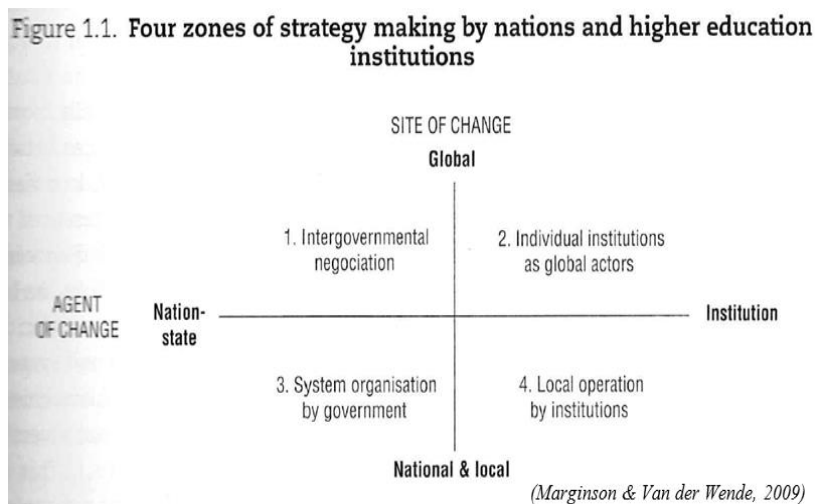 Figure 1.1. Four zones of strategy making by nations and higher education
institutions
SITE OF CHANGE
Global
1. Intergovernmental
negociation
2. Individual institutions
as global actors
AGENT
OF CHANGE
Nation-
state
Institution
3. System organisation
by government
4. Local operation
by institutions
National & local
(Marginson & Van der Wende, 2009)